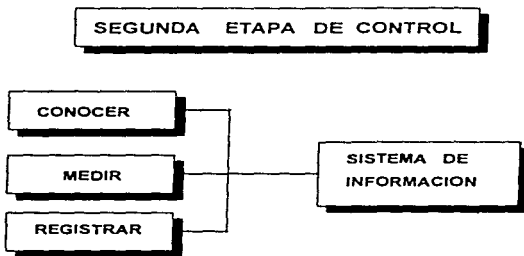 SEGUNDA ETAPA DE CONTROL
CONOCER
MEDIR
REGISTRAR
SISTEMA DE
INFORMACION